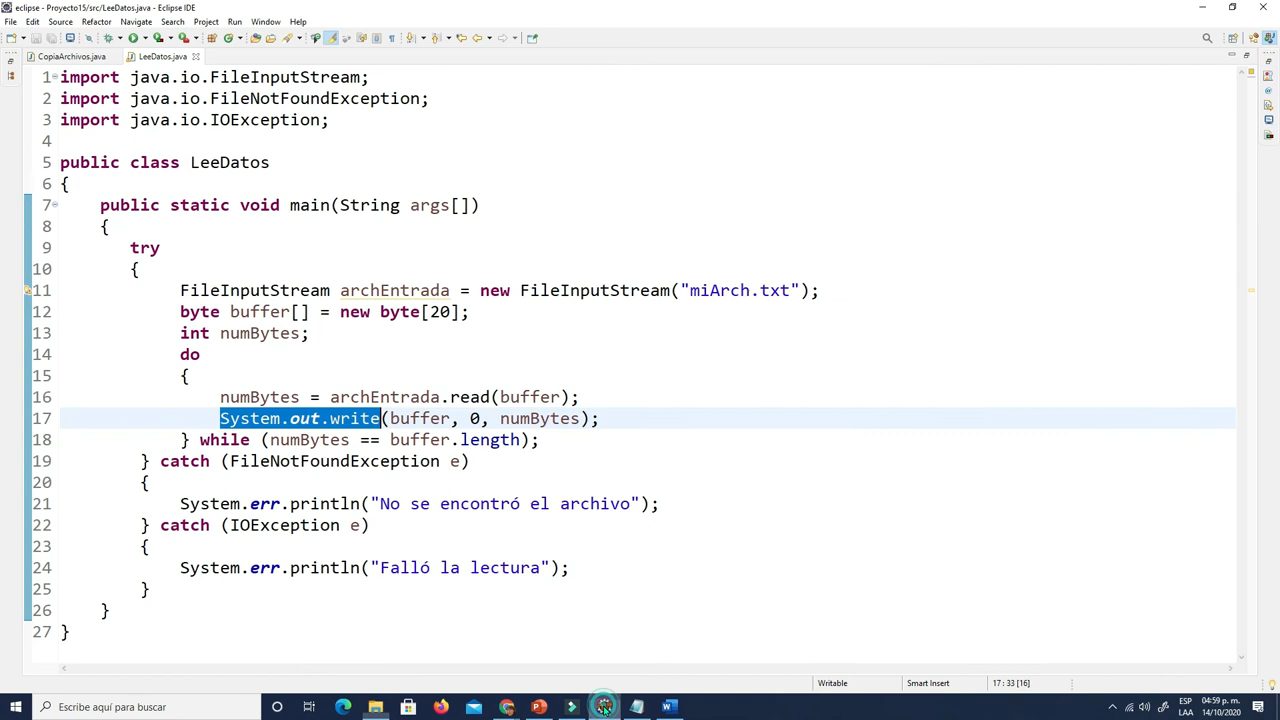 eclipse - Proyecto15/src/LeeDatos.java - Eclipse IDE
File Edit Source Refactor Navigate Search Project Run Window Help
CopiaArchivos.java LeeDatos.java
1 import java.io.FileInputStream;
2 import java.io.FileNotFoundException;
3 import java.io.IOException;
4
5 public class LeeDatos
6 {
7 public static void main(String args[])
8 {
9 try
10 {
11 FileInputStream archEntrada = new FileInputStream("miArch.txt");
12 byte buffer[] = new byte[20];
13 int numBytes;
14 do
15 {
16 numBytes = archEntrada.read(buffer);
17 System.out.write(buffer, 0, numBytes);
18 } while (numBytes == buffer.length);
19 } catch (FileNotFoundException e)
20 {
21 System.err.println("No se encontró el archivo");
22 } catch (IOException e)
23 {
24 System.err.println("Falló la lectura");
25 }
26 }
27 }
Writable Smart Insert 17 : 33 [16]
Escribe aquí para buscar
ESP 04:59 p. m.
LAA 14/10/2020